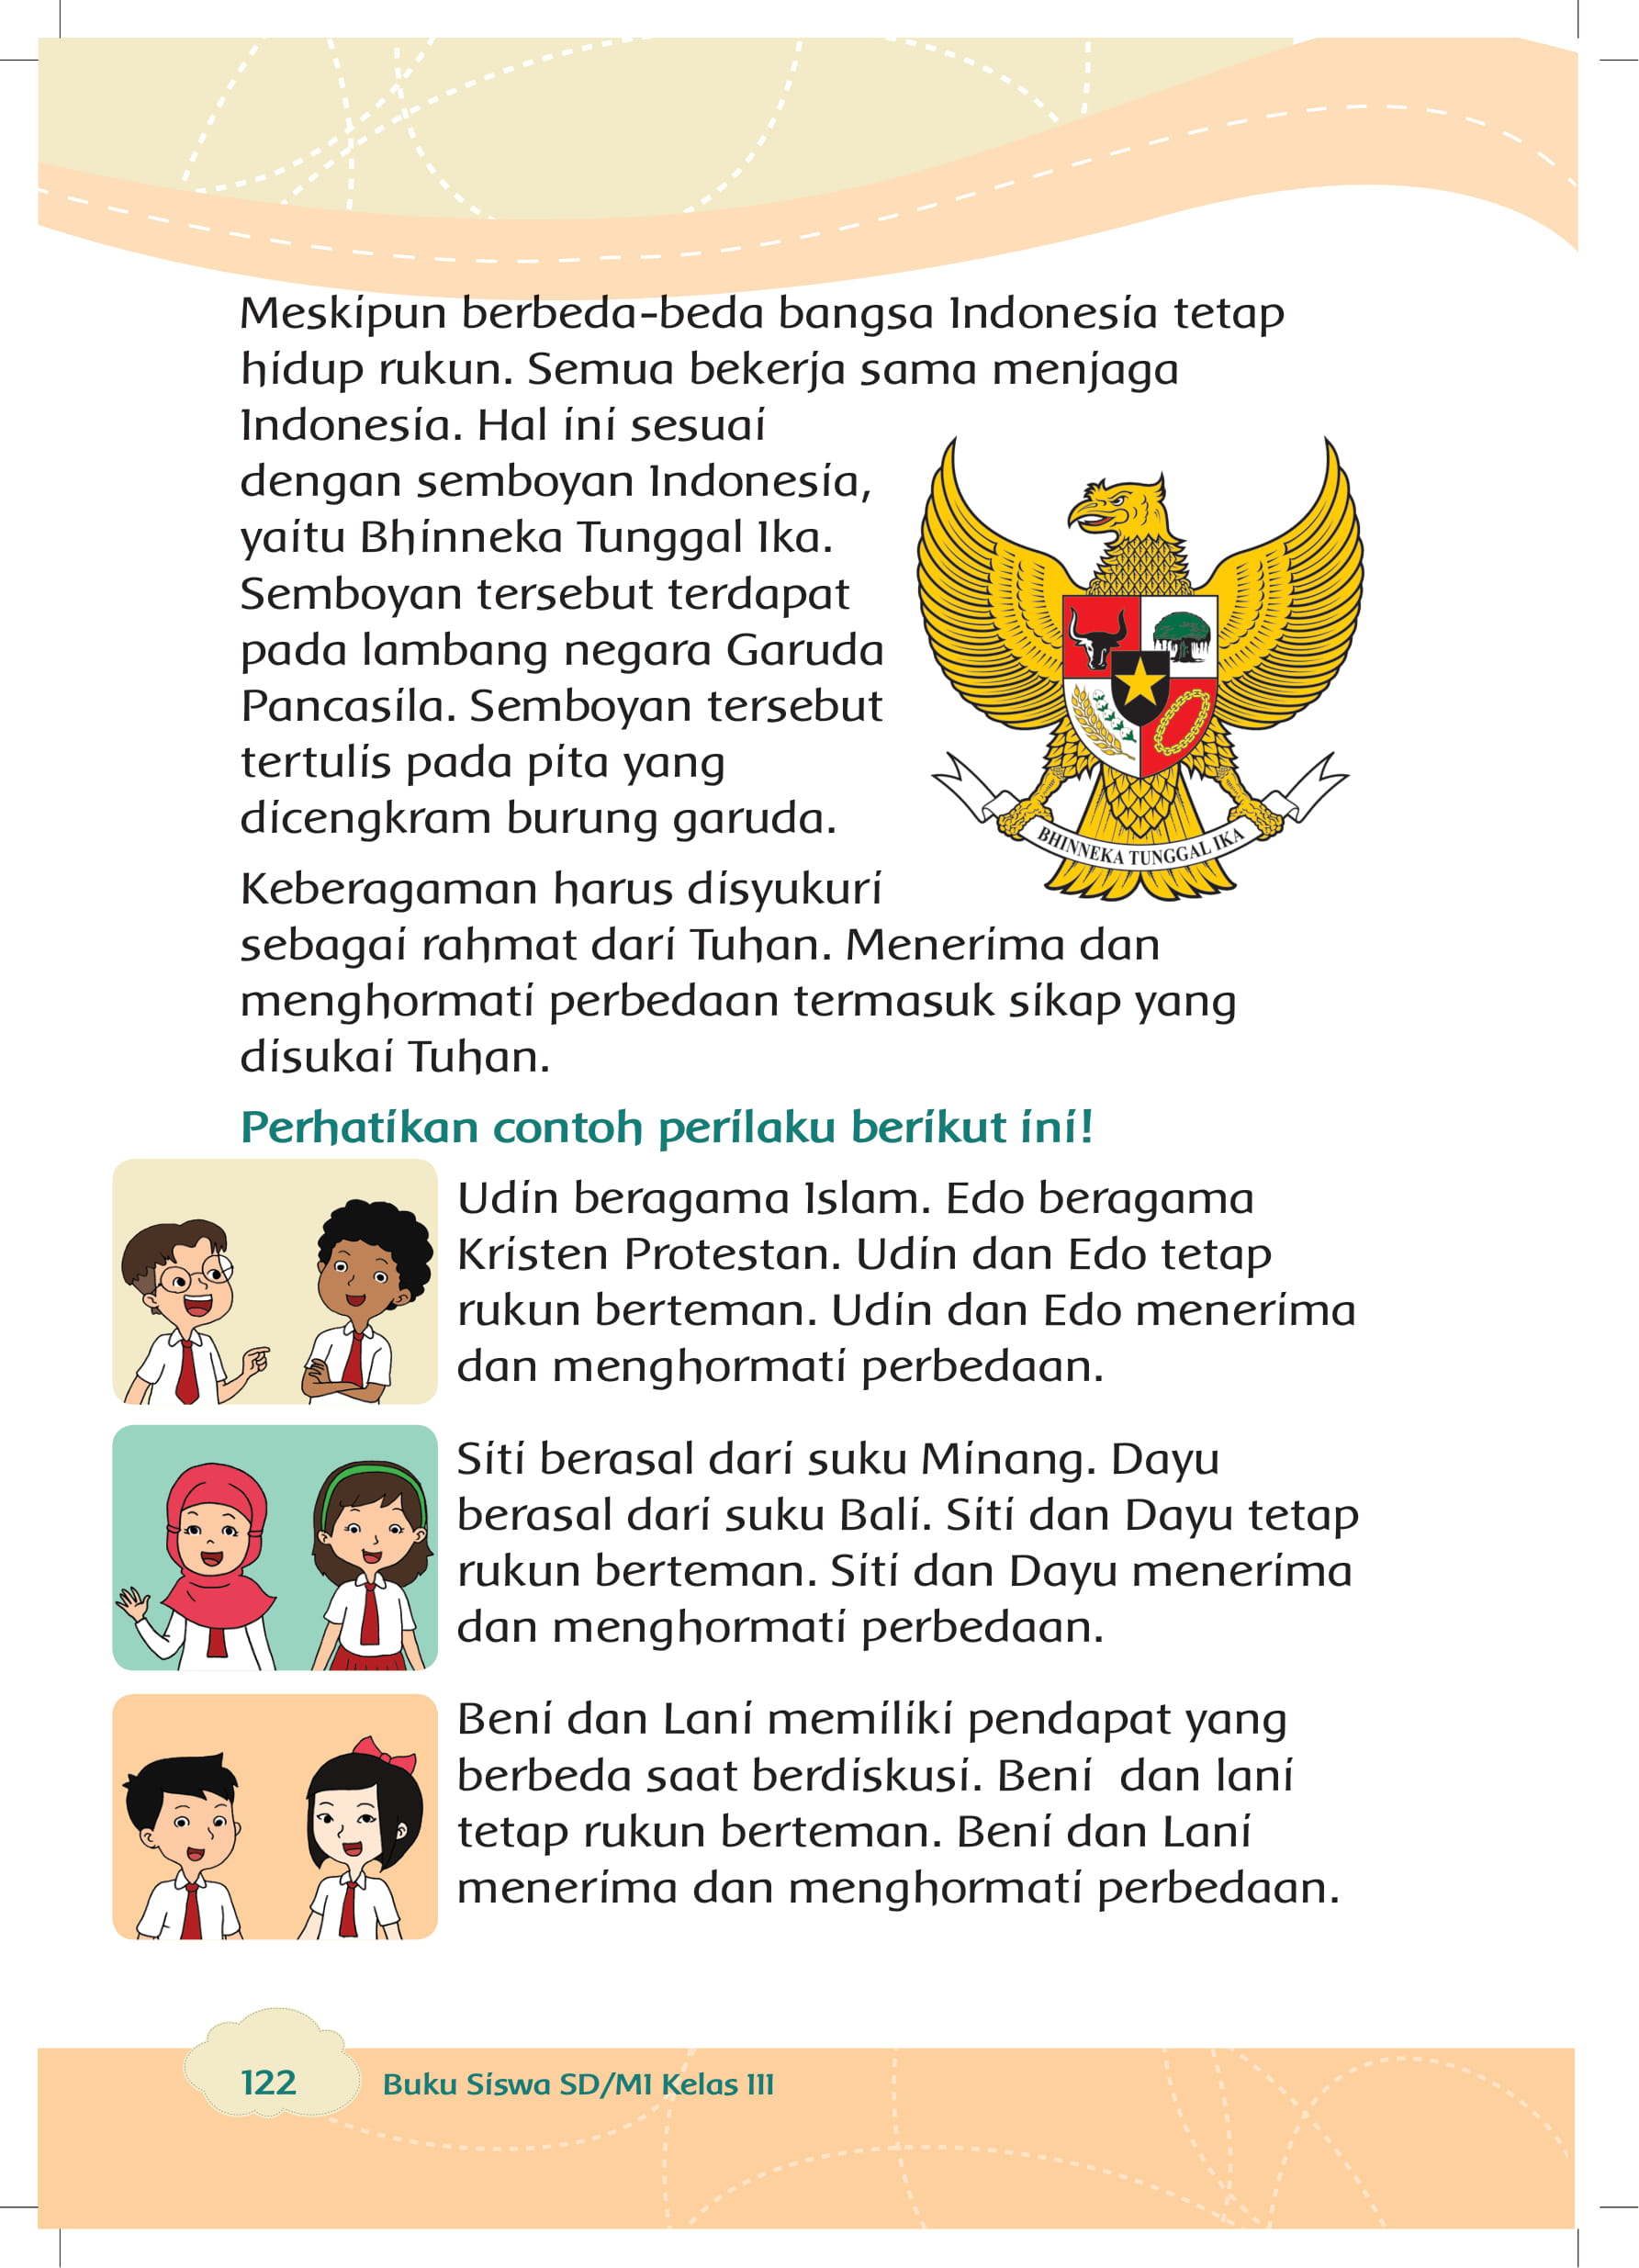 Meskipun berbeda-beda bangsa Indonesia tetap
hidup rukun. Semua bekerja sama menjaga
Indonesia. Hal ini sesuai
dengan semboyan Indonesia,
yaitu Bhinneka Tunggal Ika.
Semboyan tersebut terdapat
pada lambang negara Garuda
Pancasila. Semboyan tersebut
tertulis pada pita yang
dicengkram burung garuda.
BHINNEKA TUNGGAL IKA
Keberagaman harus disyukuri
sebagai rahmat dari Tuhan. Menerima dan
menghormati perbedaan termasuk sikap yang
disukai Tuhan.
Perhatikan contoh perilaku berikut ini!
Udin beragama Islam. Edo beragama
Kristen Protestan. Udin dan Edo tetap
rukun berteman. Udin dan Edo menerima
dan menghormati perbedaan.
Siti berasal dari suku Minang. Dayu
berasal dari suku Bali. Siti dan Dayu tetap
rukun berteman. Siti dan Dayu menerima
dan menghormati perbedaan.
Beni dan Lani memiliki pendapat yang
berbeda saat berdiskusi. Beni  dan lani
tetap rukun berteman. Beni dan Lani
menerima dan menghormati perbedaan.
122
Buku Siswa SD/MI Kelas III